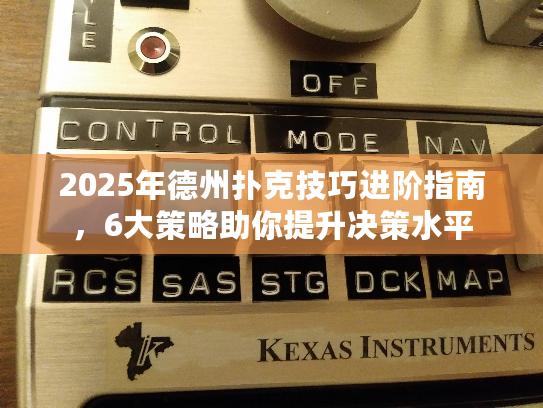 YLE
OFF
CONTROL MODE NAV
2025年德州扑克技巧进阶指南
，6大策略助你提升决策水平
RCS SAS STG DCK MAP
K KEXAS INSTRUMENTS